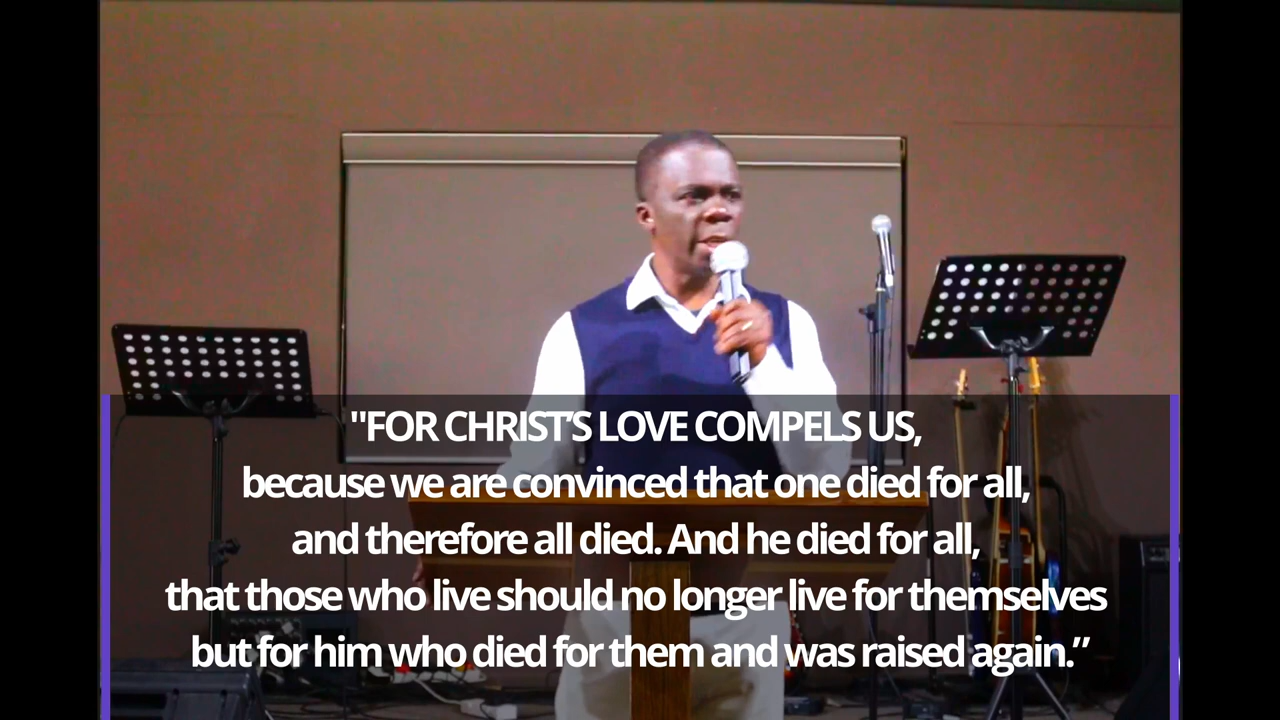 "FOR CHRIST’S LOVE COMPELS US,
because we are convinced that one died for all,
and therefore all died. And he died for all,
that those who live should no longer live for themselves
but for him who died for them and was raised again.”